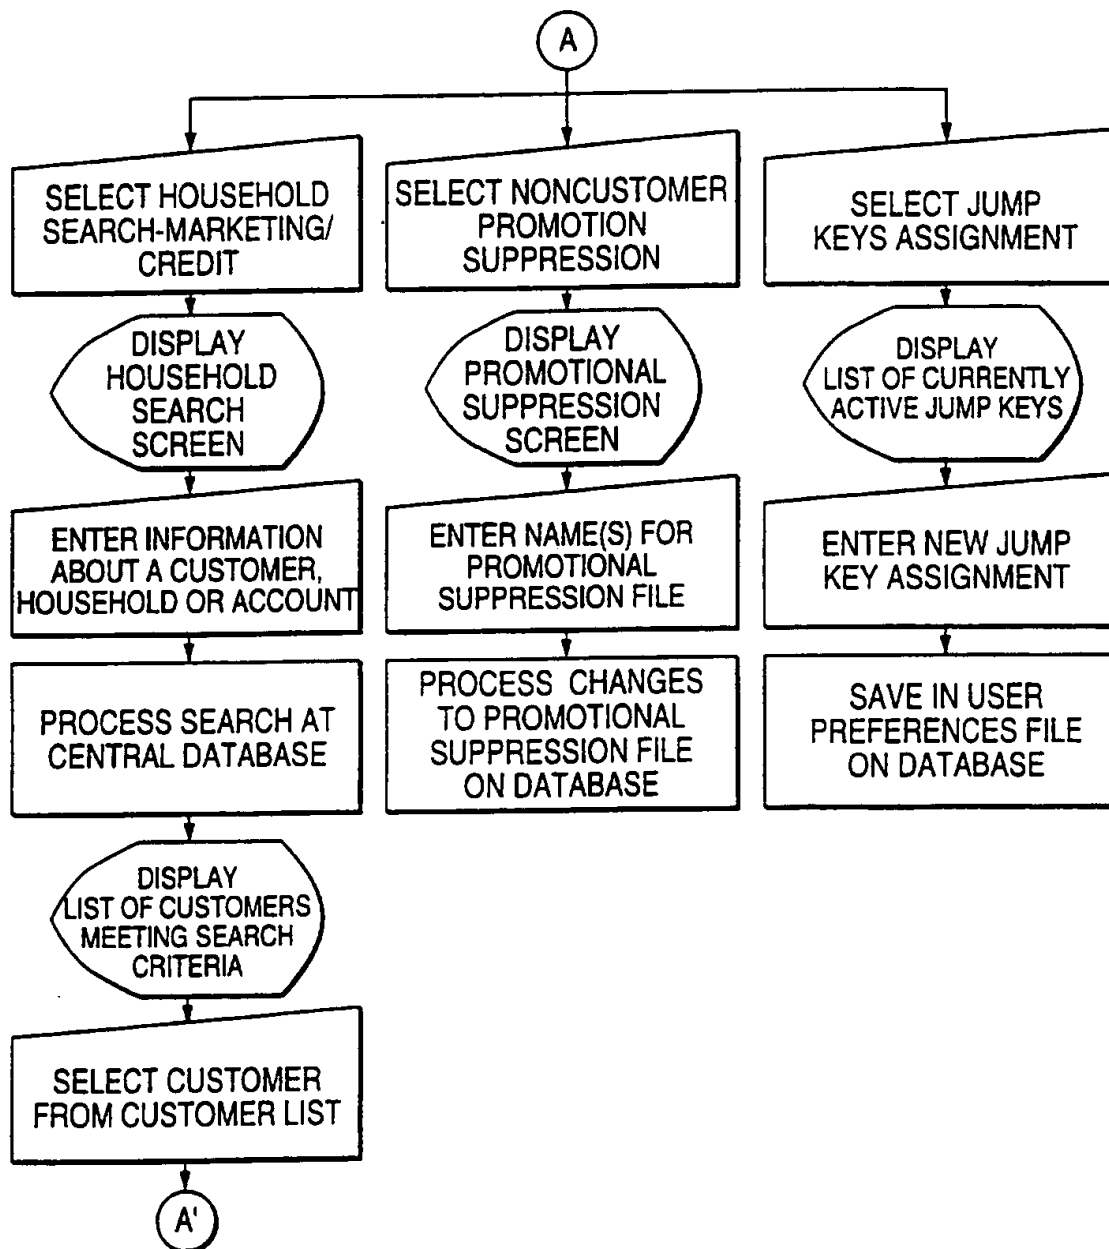 A
SELECT HOUSEHOLD
SEARCH-MARKETING/
CREDIT
DISPLAY
HOUSEHOLD
SEARCH
SCREEN
ENTER INFORMATION
ABOUT A CUSTOMER,
HOUSEHOLD OR ACCOUNT
PROCESS SEARCH AT
CENTRAL DATABASE
DISPLAY
LIST OF CUSTOMERS
MEETING SEARCH
CRITERIA
SELECT CUSTOMER
FROM CUSTOMER LIST
A'
SELECT NONCUSTOMER
PROMOTION
SUPPRESSION
DISPLAY
PROMOTIONAL
SUPPRESSION
SCREEN
ENTER NAME(S) FOR
PROMOTIONAL
SUPPRESSION FILE
PROCESS CHANGES
TO PROMOTIONAL
SUPPRESSION FILE
ON DATABASE
SELECT JUMP
KEYS ASSIGNMENT
DISPLAY
LIST OF CURRENTLY
ACTIVE JUMP KEYS
ENTER NEW JUMP
KEY ASSIGNMENT
SAVE IN USER
PREFERENCES FILE
ON DATABASE